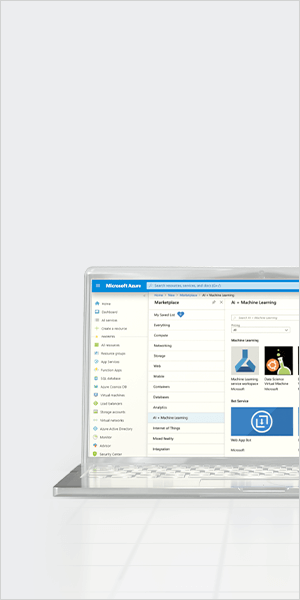 Microsoft Azure
Search resources, services, and docs (G+/)
Home > New > Marketplace > AI + Machine Learning
Home
Dashboard
All services
Create a resource
FAVORITES
All resources
Resource groups
App Services
Function Apps
SQL databases
Azure Cosmos DB
Virtual machines
Load balancers
Storage accounts
Virtual networks
Azure Active Directory
Monitor
Advisor
Security Center
Marketplace
My Saved List
Everything
Compute
Networking
Storage
Web
Mobile
Containers
Databases
Analytics
AI + Machine Learning
Internet of Things
Mixed Reality
Integration
AI + Machine Learning
Search AI + Machine Learning
Pricing
All
Machine Learning
Machine Learning
service workspace
Microsoft
Data Science
Virtual Machine
Microsoft
Bot Service
Web App Bot
Microsoft